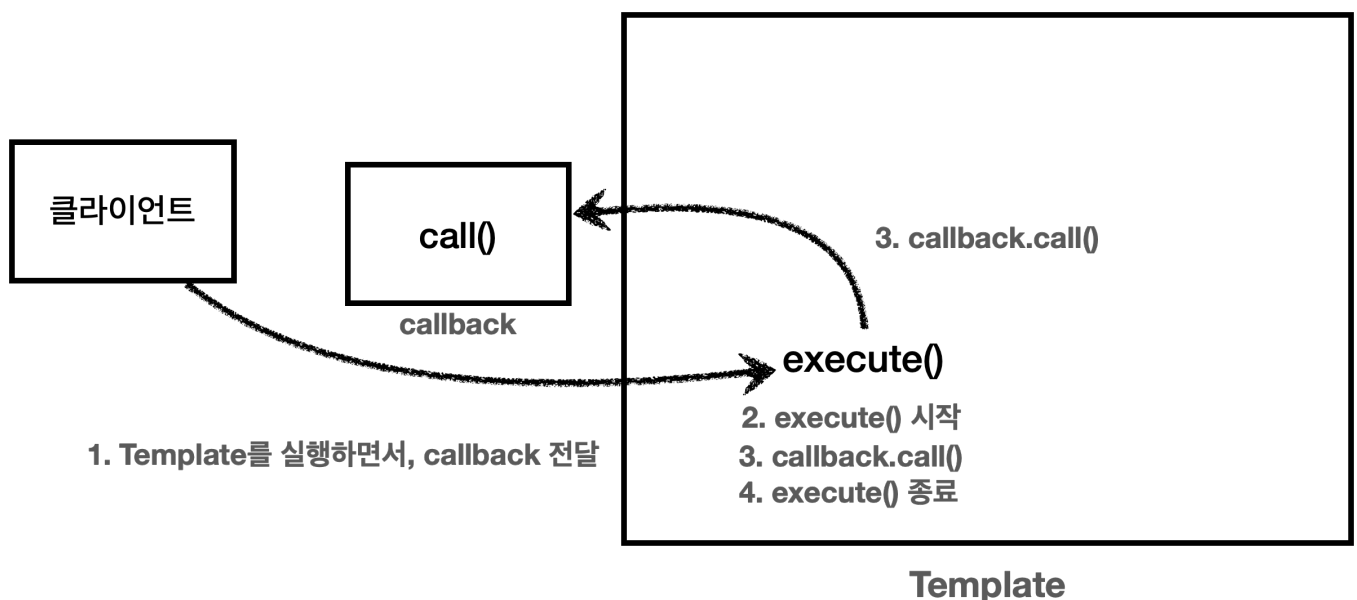 클라이언트
call()
callback
3. callback.call()
execute()
2. execute() 시작
3. callback.call()
4. execute() 종료
1. Template를 실행하면서, callback 전달
Template